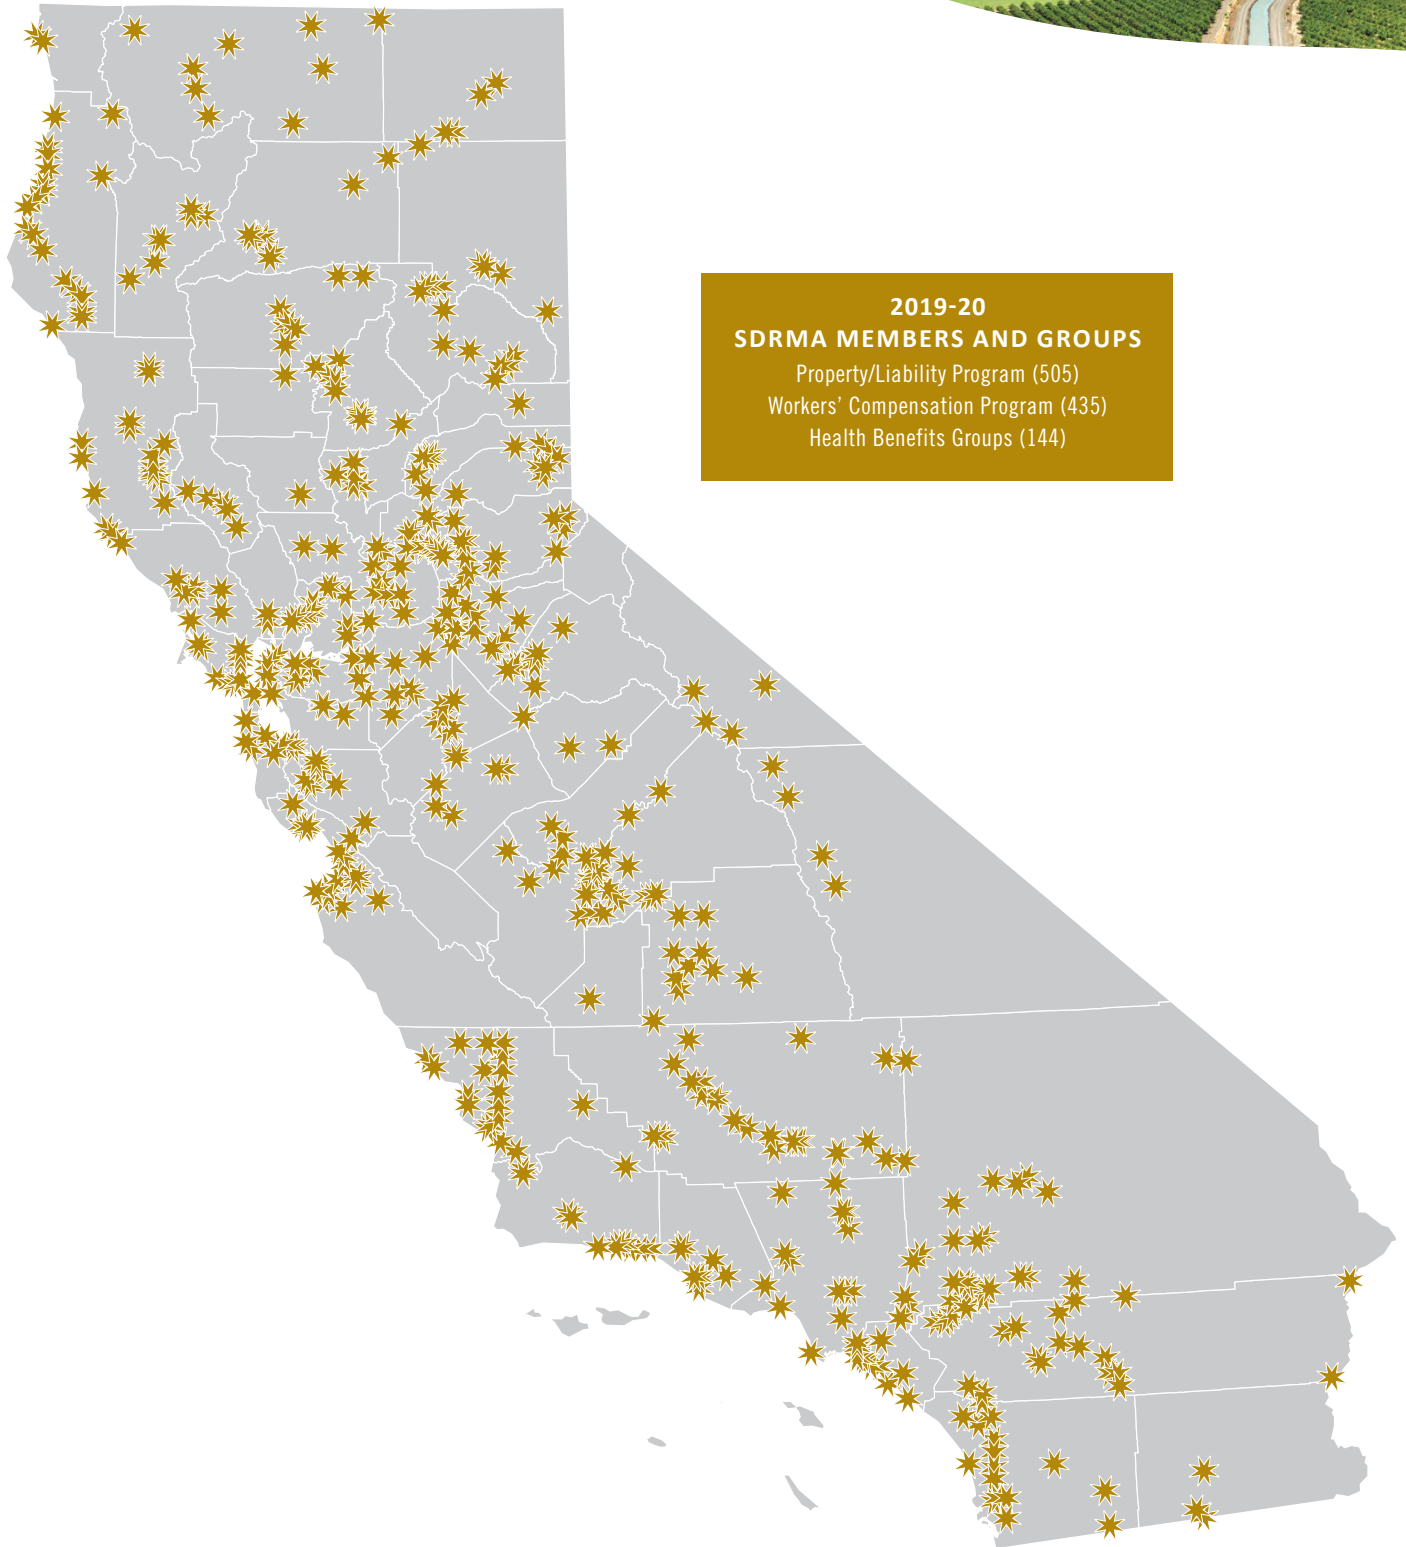 2019-20
SDRMA MEMBERS AND GROUPS
Property/Liability Program (505)
Workers' Compensation Program (435)
Health Benefits Groups (144)